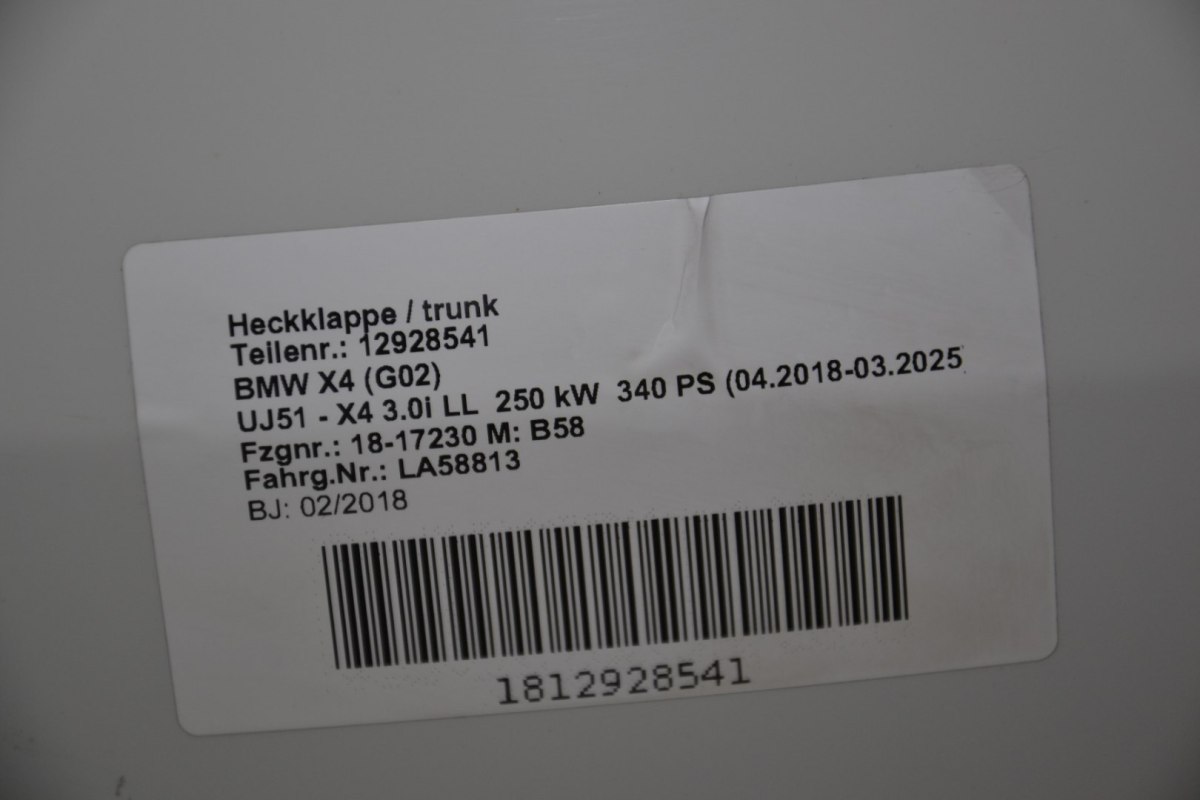 Heckklappe / trunk
Teilenr.: 12928541
BMW X4 (G02)
UJ51 - X4 3.0i LL 250 kW 340 PS (04.2018-03.2025
Fzgnr.: 18-17230 M: B58
Fahrg.Nr.: LA58813
BJ: 02/2018
1812928541